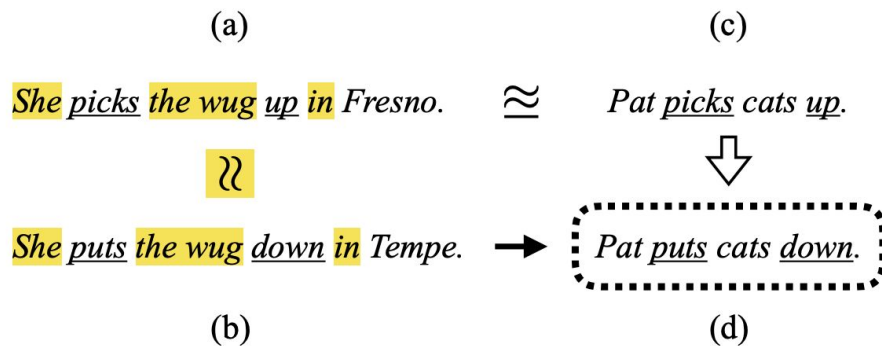 (a) (c)
She picks the wug up in Fresno. ≊ Pat picks cats up.
≈
She puts the wug down in Tempe. → Pat puts cats down.
(b) (d)